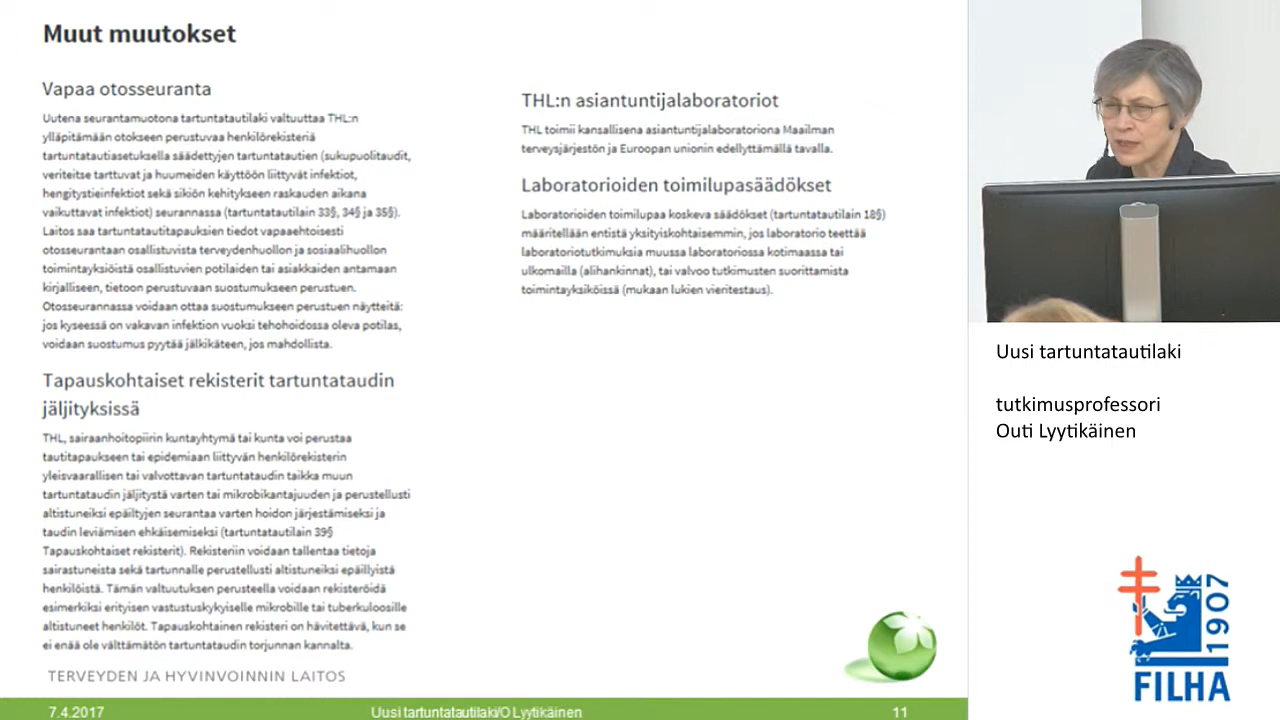 Muut muutokset
Vapaa otosseuranta
Uutena seurantamuotona tartuntatautilaki valtuuttaa THL:n
ylläpitämään otokseen perustuvaa henkilörekisteriä
tartuntatautiasetuksella säädettyjen tartuntatautien (sukupuolitaudit,
veriteitse tarttuvat ja huumeiden käyttöön liittyvät infektiot,
hengitystieinfektiot sekä sikiön kehitykseen raskauden aikana
vaikuttavat infektiot) seurannassa (tartuntatautilain 33§, 34§ ja 35§).
Laitos saa tartuntatautitapauksien tiedot vapaaehtoisesti
otosseurantaan osallistuvista terveydenhuollon ja sosiaalihuollon
toimintayksiöistä osallistuvien potilaiden tai asiakkaiden antamaan
kirjalliseen, tietoon perustuvaan suostumukseen perustuen.
Otosseurannassa voidaan ottaa suostumukseen perustuen näytteitä:
jos kyseessä on vakavan infektion vuoksi tehohoidossa oleva potilas,
voidaan suostumus pyytää jälkikäteen, jos mahdollista.
Tapauskohtaiset rekisterit tartuntataudin
jäljityksissä
THL, sairaanhoitopiirin kuntayhtymä tai kunta voi perustaa
tautitapaukseen tai epidemiaan liittyvän henkilörekisterin
yleisvaarallisen tai valvottavan tartuntataudin taikka muun
tartuntataudin jäljitystä varten tai mikrobikantajuuden ja perustellusti
altistuneiksi epäiltyjen seurantaa varten hoidon järjestämiseksi ja
taudin leviämisen ehkäisemiseksi (tartuntatautilain 39§
Tapauskohtaiset rekisterit). Rekisteriin voidaan tallentaa tietoja
sairastuneista sekä tartunnalle perustellusti altistuneiksi epäillyistä
henkilöistä. Tämän valtuutuksen perusteella voidaan rekisteröidä
esimerkiksi erityisen vastustuskykyiselle mikrobille tai tuberkuloosille
altistuneet henkilöt. Tapauskohtainen rekisteri on hävitettävä, kun se
ei enää ole välttämätön tartuntataudin torjunnan kannalta.
THL:n asiantuntijalaboratoriot
THL toimii kansallisena asiantuntijalaboratoriona Maailman
terveysjärjestön ja Euroopan unionin edellyttämällä tavalla.
Laboratorioiden toimilupasäädökset
Laboratorioiden toimilupaa koskeva säädökset (tartuntatautilain 18§)
määritellään entistä yksityiskohtaisemmin, jos laboratorio teettää
laboratoriotutkimuksia muussa laboratoriossa kotimaassa tai
ulkomailla (alihankinnat), tai valvoo tutkimusten suorittamista
toimintayksiköissä (mukaan lukien vieritestaus).
TERVEYDEN JA HYVINVOINNIN LAITOS
7.4.2017
Uusi tartuntatautilaki/O Lyytikäinen
11
Uusi tartuntatautilaki
tutkimusprofessori
Outi Lyytikäinen
1907
FILHA